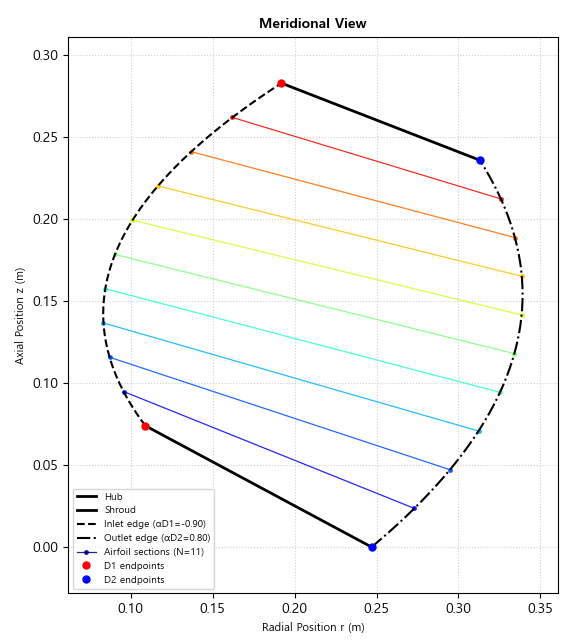 Meridional View
0.30
0.25
0.20
0.15
0.10
0.05
0.00
Axial Position z (m)
Hub
Shroud
Inlet edge (αD1=-0.90)
Outlet edge (αD2=0.80)
Airfoil sections (N=11)
D1 endpoints
D2 endpoints
0.10 0.15 0.20 0.25 0.30 0.35
Radial Position r (m)